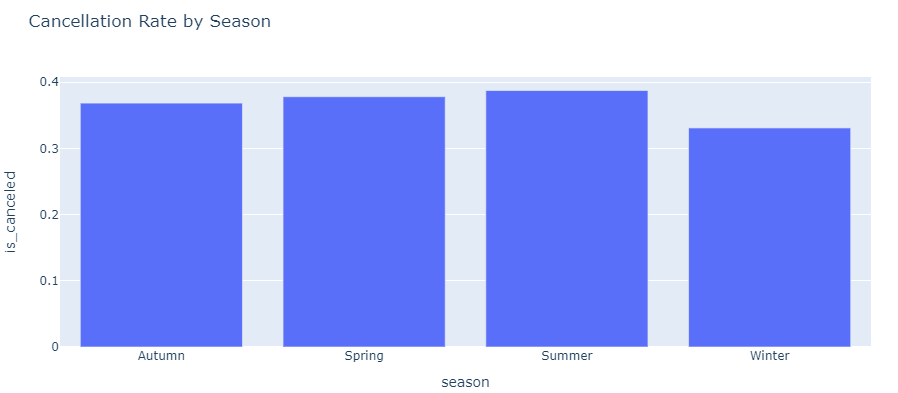 Cancellation Rate by Season
0.4
0.3
0.2
0.1
0
is_canceled
Autumn Spring Summer Winter
season